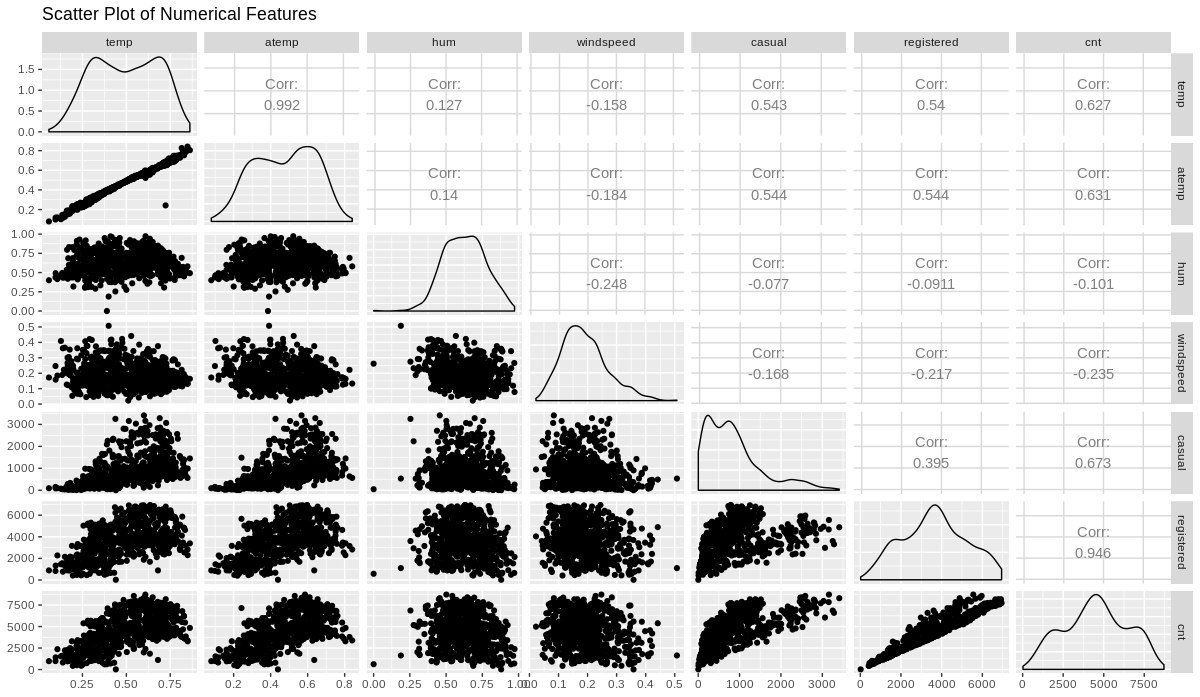 Scatter Plot of Numerical Features
temp atemp hum windspeed casual registered cnt
1.5
1.0
0.5
0.0
Corr: Corr: Corr: Corr: Corr: Corr:
0.992 0.127 -0.158 0.543 0.54 0.627
temp
0.8
0.6
0.4
0.2
Corr: Corr: Corr: Corr: Corr:
0.14 -0.184 0.544 0.544 0.631
atemp
1.00
0.75
0.50
0.25
0.00
Corr: Corr: Corr: Corr:
-0.248 -0.077 -0.0911 -0.101
hum
0.5
0.4
0.3
0.2
0.1
0.0
Corr: Corr: Corr:
-0.168 -0.217 -0.235
windspeed
3000
2000
1000
0
Corr: Corr:
0.395 0.673
casual
6000
4000
2000
0
Corr:
0.946
registered
7500
5000
2500
0
cnt
0.25 0.50 0.75 0.2 0.4 0.6 0.8 0.00 0.25 0.50 0.75 1.00 0.0 0.1 0.2 0.3 0.4 0.5 0 1000 2000 3000 0 2000 4000 6000 0 2500 5000 7500